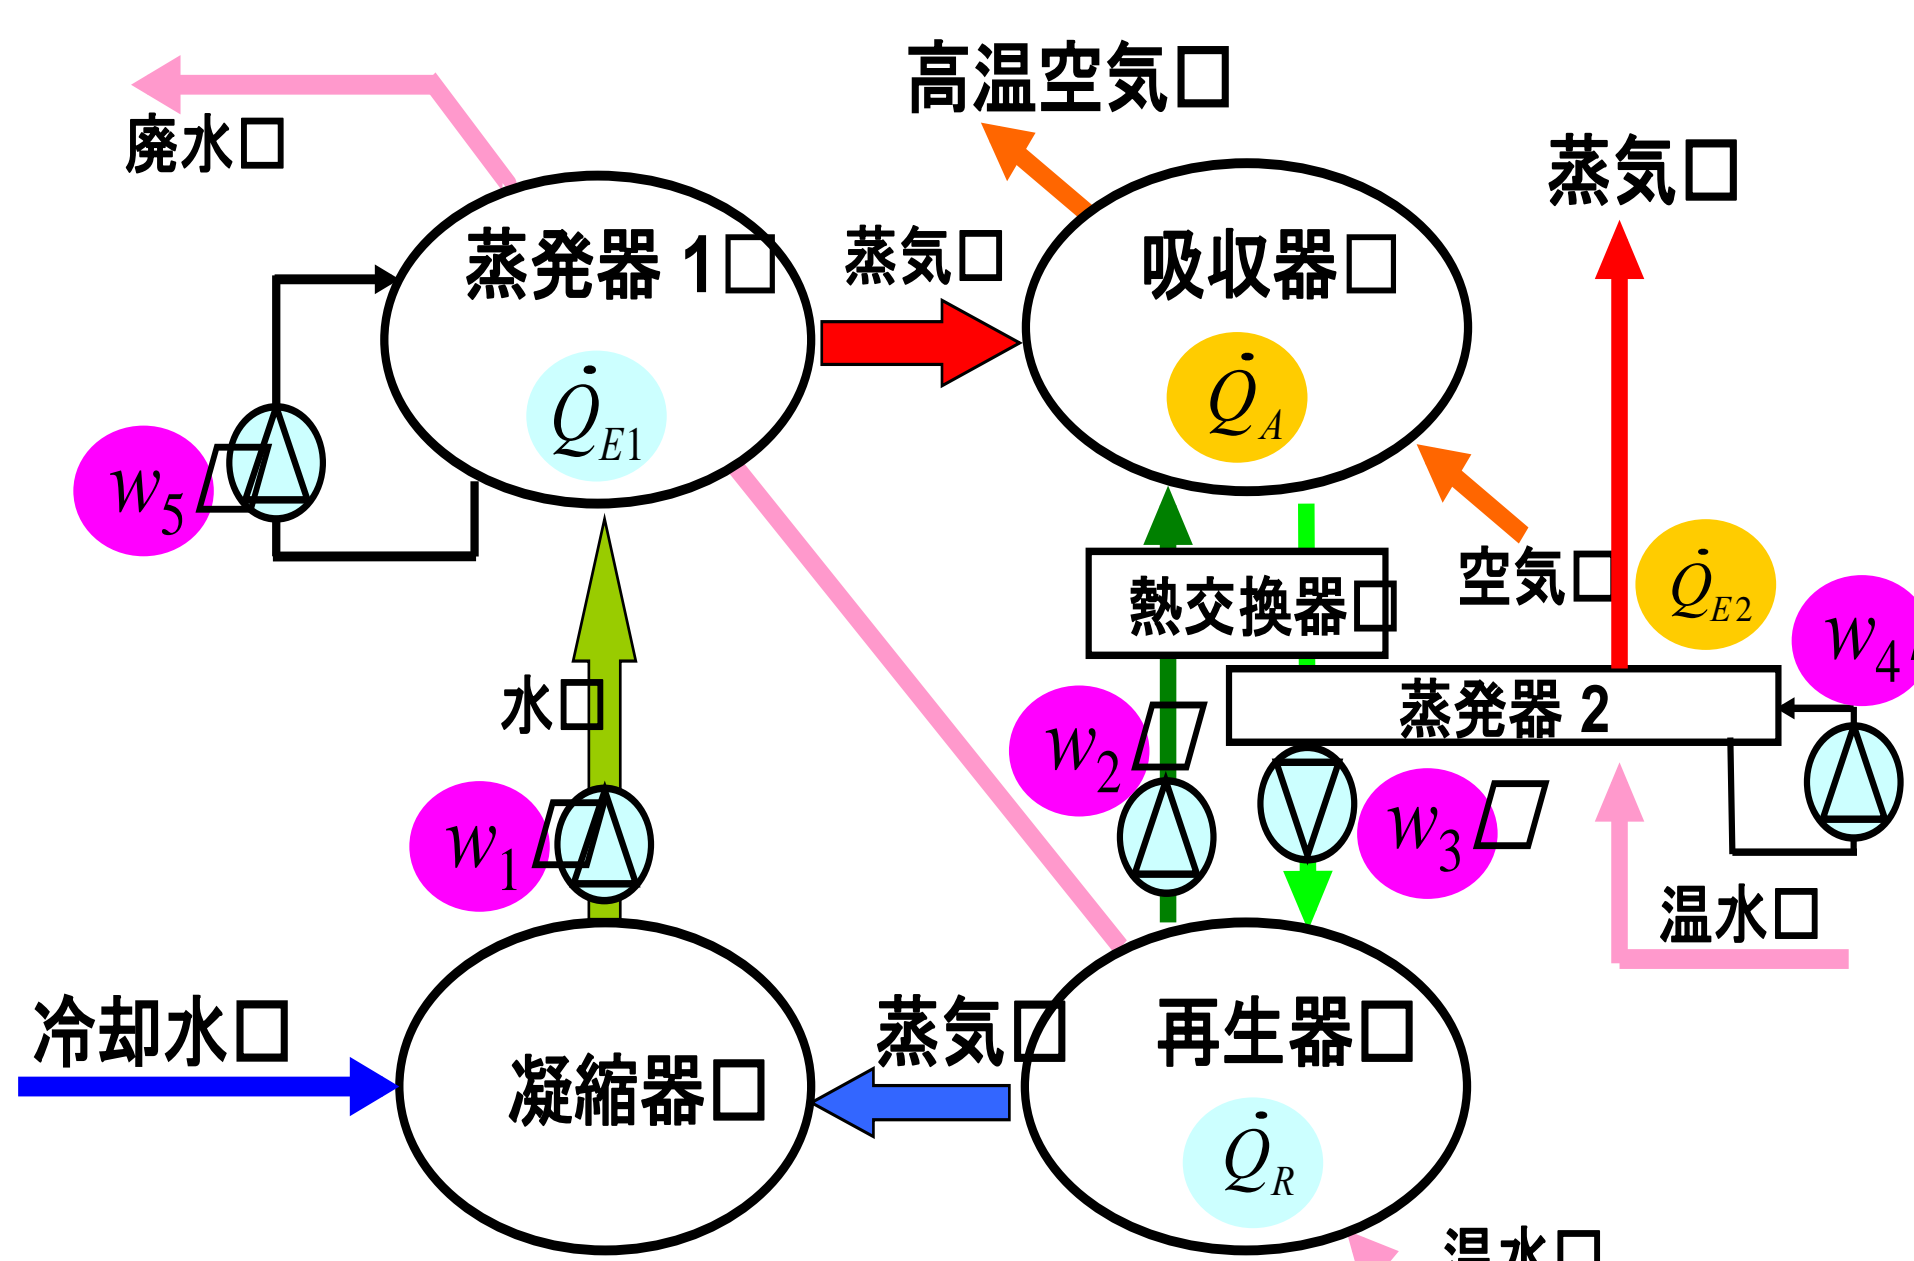 高温空気
廃水
蒸気
蒸発器 1
蒸気
吸収器
Q̇E1
Q̇A
w5
空気
Q̇E2
熱交換器
w4
水
蒸発器 2
w2
w1
w3
温水
冷却水
蒸気
再生器
凝縮器
Q̇R
温水